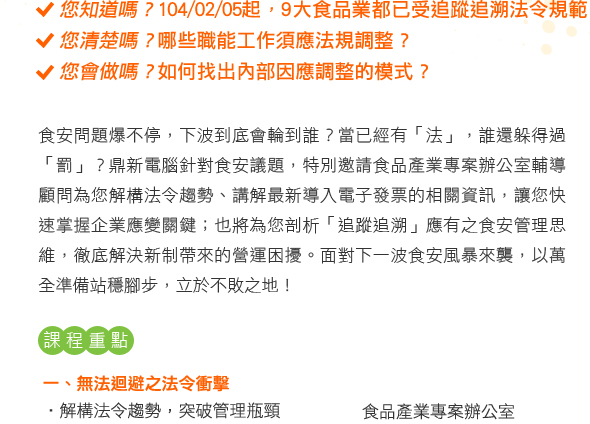 您知道嗎？104/02/05起，9大食品業都已受追蹤追溯法令規範
您清楚嗎？哪些職能工作須應法規調整？
您會做嗎？如何找出內部因應調整的模式？
食安問題爆不停，下波到底會輪到誰？當已經有「法」，誰還躲得過
「罰」？鼎新電腦針對食安議題，特別邀請食品產業專案辦公室輔導
顧問為您解構法令趨勢、講解最新導入電子發票的相關資訊，讓您快
速掌握企業應變關鍵；也將為您剖析「追蹤追溯」應有之食安管理思
維，徹底解決新制帶來的營運困擾。面對下一波食安風暴來襲，以萬
全準備站穩腳步，立於不敗之地！
課程重點
一、無法迴避之法令衝擊
．解構法令趨勢，突破管理瓶頸 食品產業專案辦公室